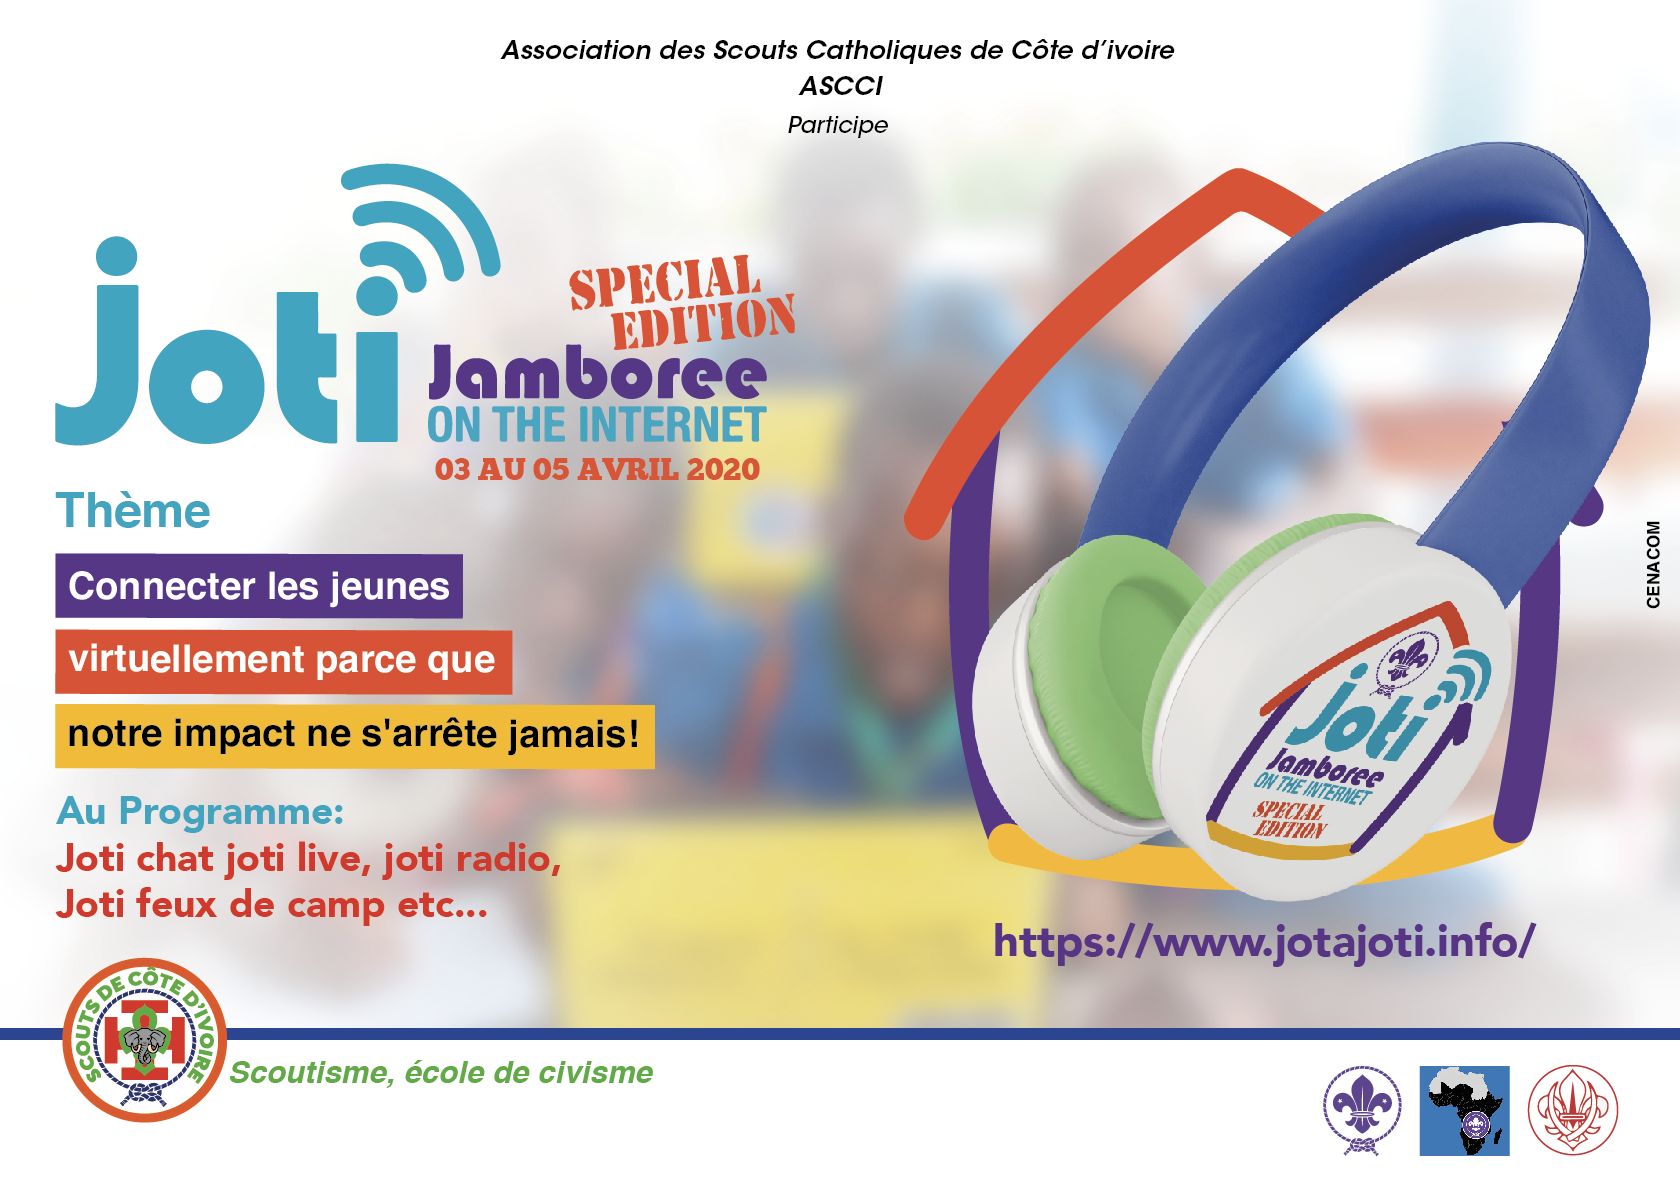 Association des Scouts Catholiques de Côte d’ivoire
ASCCI
Participe
joti
SPECIAL
EDITION
Jamboree
ON THE INTERNET
03 AU 05 AVRIL 2020
Thème
Connecter les jeunes
virtuellement parce que
notre impact ne s'arrête jamais!
Au Programme:
Joti chat joti live, joti radio,
Joti feux de camp etc...
joti
Jamboree
ON THE INTERNET
SPECIAL
EDITION
https://www.jotajoti.info/
CENACOM
SCOUTS DE CÔTE D'IVOIRE
Scoutisme, école de civisme